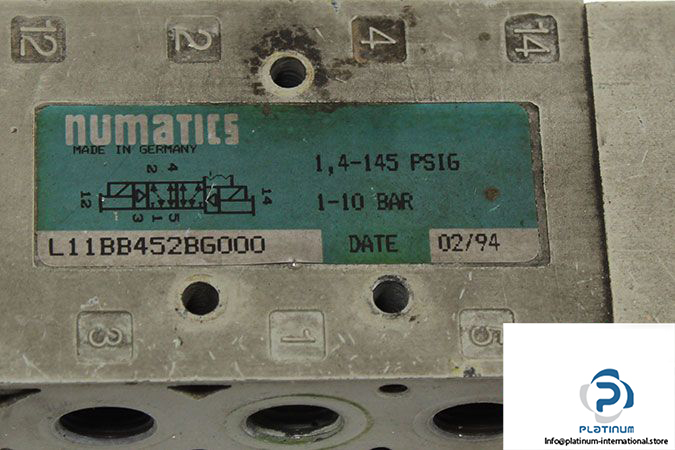 12 2 4 14
numatics
MADE IN GERMANY
2 4
12 14
3 1 5
1,4-145 PSIG
1-10 BAR
L11BB452BG000 DATE 02/94
3 1 5
PLATINUM
Info@platinum-international.store